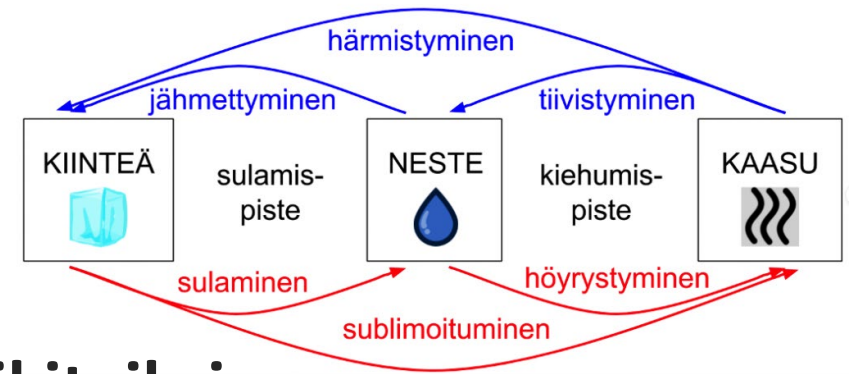 härmistyminen
jähmettyminen
tiivistyminen
KIINTEÄ
sulamis-
piste
NESTE
kiehumis-
piste
KAASU
sulaminen
höyrystyminen
sublimoituminen